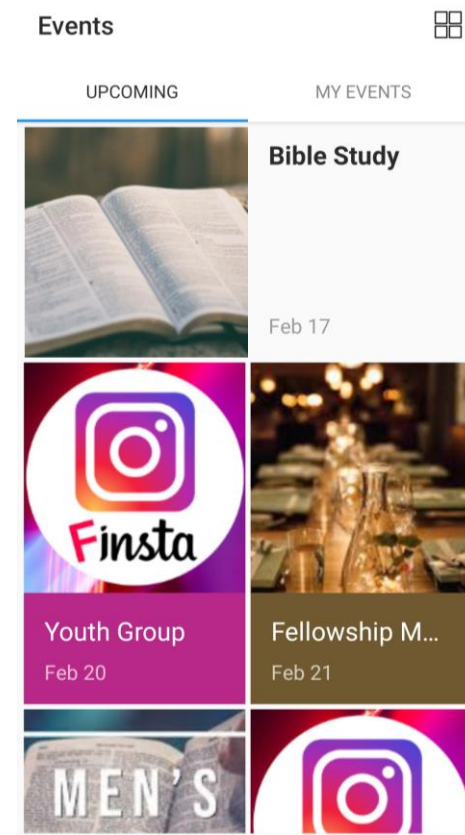 Events
UPCOMING
MY EVENTS
Bible Study
Feb 17
Finsta
Youth Group
Feb 20
Fellowship M...
Feb 21
MEN'S